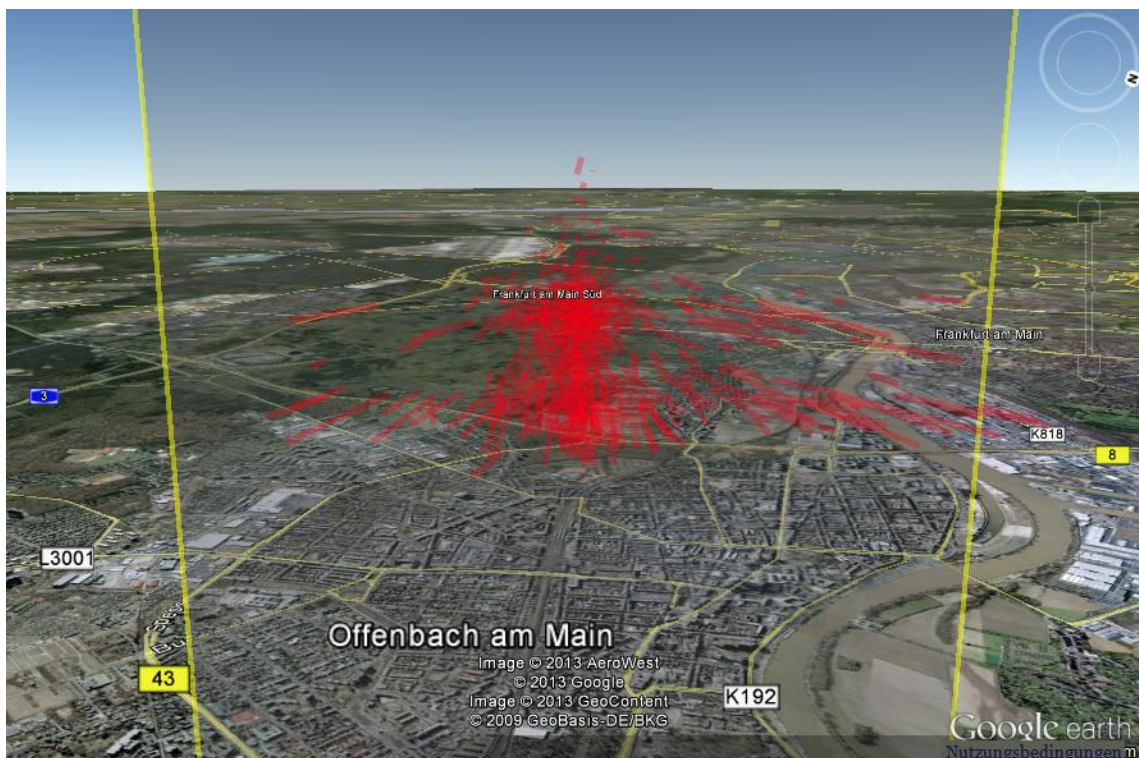 N
Frankfurt am Main Süd
Frankfurt am Main
3
K818
8
L3001
Offenbach am Main
Image © 2013 AeroWest
© 2013 Google
Image © 2013 GeoContent
© 2009 GeoBasis-DE/BKG
43
K192
Google earth
Nutzungsbedingungen m